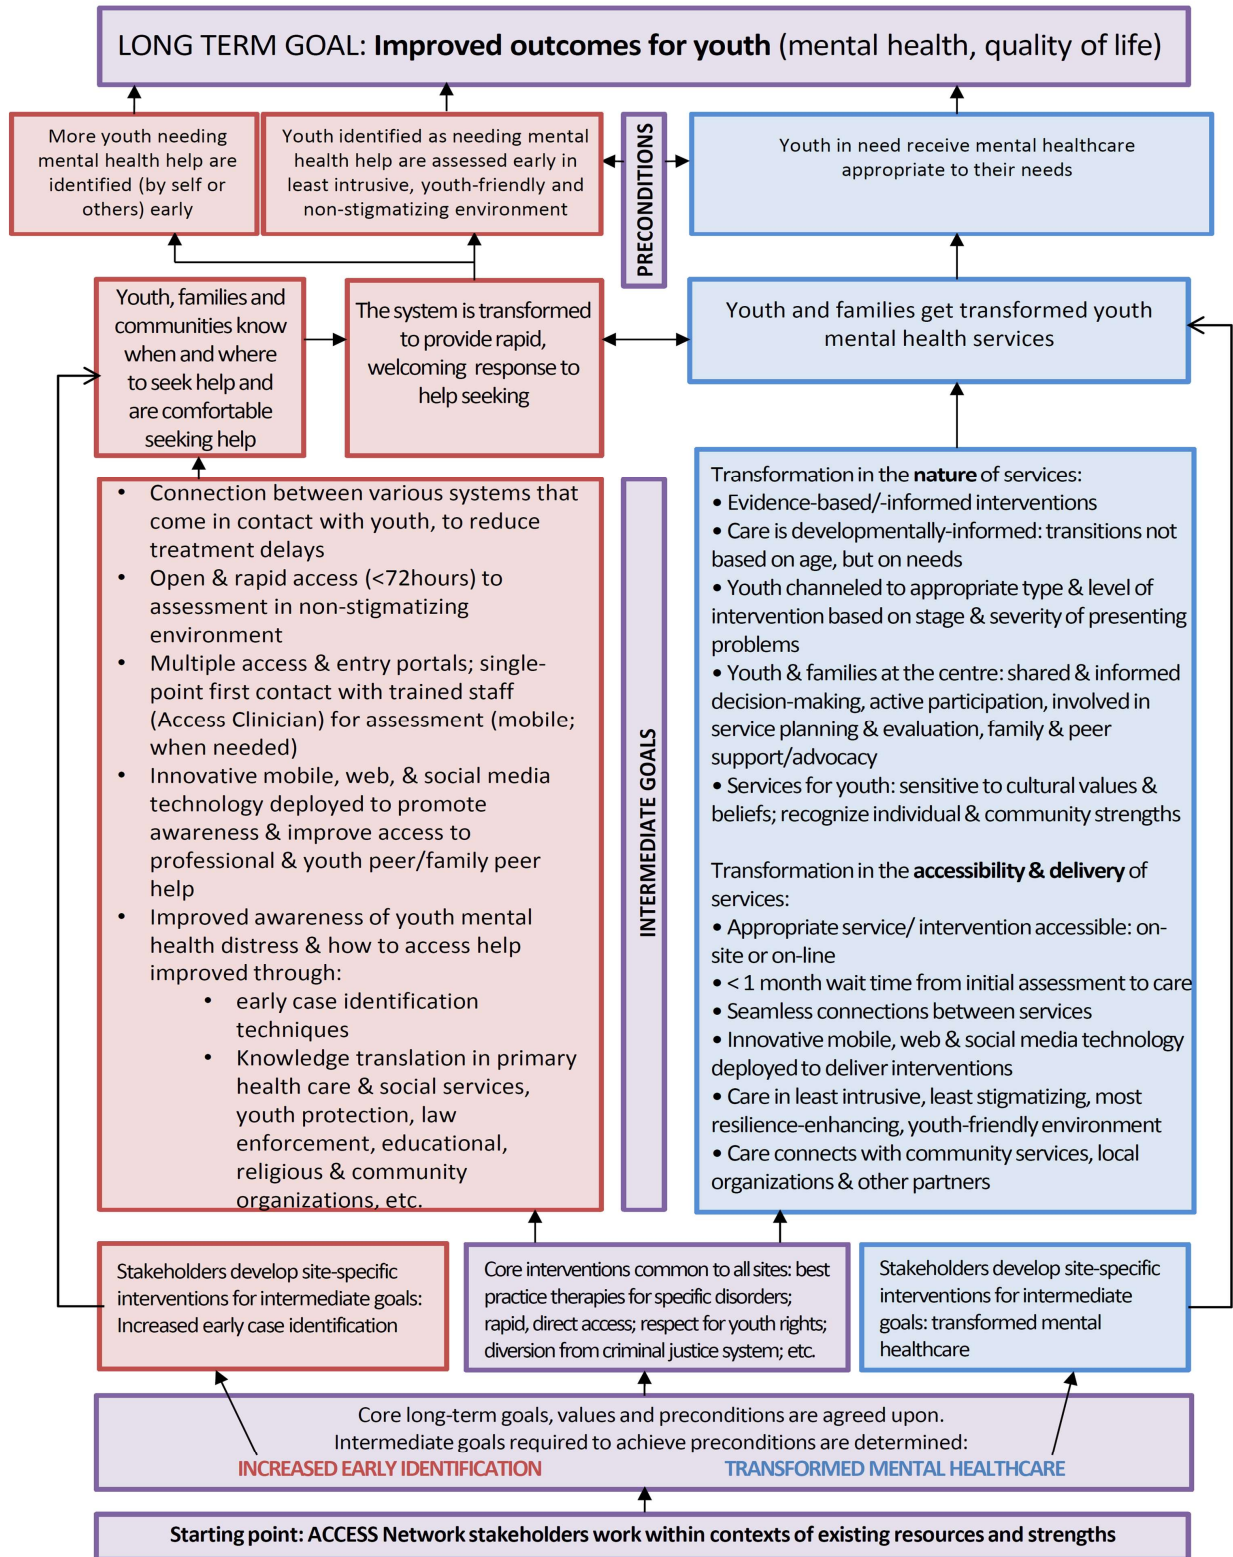 LONG TERM GOAL: Improved outcomes for youth (mental health, quality of life)
More youth needing
mental health help are
identified (by self or
others) early
Youth identified as needing mental
health help are assessed early in
least intrusive, youth-friendly and
non-stigmatizing environment
PRECONDITIONS
Youth in need receive mental healthcare
appropriate to their needs
Youth, families and
communities know
when and where
to seek help and
are comfortable
seeking help
The system is transformed
to provide rapid,
welcoming response to
help seeking
Youth and families get transformed youth
mental health services
• Connection between various systems that
come in contact with youth, to reduce
treatment delays
• Open & rapid access (<72hours) to
assessment in non-stigmatizing
environment
• Multiple access & entry portals; single-
point first contact with trained staff
(Access Clinician) for assessment (mobile;
when needed)
• Innovative mobile, web, & social media
technology deployed to promote
awareness & improve access to
professional & youth peer/family peer
help
• Improved awareness of youth mental
health distress & how to access help
improved through:
• early case identification
techniques
• Knowledge translation in primary
health care & social services,
youth protection, law
enforcement, educational,
religious & community
organizations, etc.
INTERMEDIATE GOALS
Transformation in the nature of services:
• Evidence-based/-informed interventions
• Care is developmentally-informed: transitions not
based on age, but on needs
• Youth channeled to appropriate type & level of
intervention based on stage & severity of presenting
problems
• Youth & families at the centre: shared & informed
decision-making, active participation, involved in
service planning & evaluation, family & peer
support/advocacy
• Services for youth: sensitive to cultural values &
beliefs; recognize individual & community strengths
Transformation in the accessibility & delivery of
services:
• Appropriate service/ intervention accessible: on-
site or on-line
• < 1 month wait time from initial assessment to care
• Seamless connections between services
• Innovative mobile, web & social media technology
deployed to deliver interventions
• Care in least intrusive, least stigmatizing, most
resilience-enhancing, youth-friendly environment
• Care connects with community services, local
organizations & other partners
Stakeholders develop site-specific
interventions for intermediate goals:
Increased early case identification
Core interventions common to all sites: best
practice therapies for specific disorders;
rapid, direct access; respect for youth rights;
diversion from criminal justice system; etc.
Stakeholders develop site-specific
interventions for intermediate
goals: transformed mental
healthcare
Core long-term goals, values and preconditions are agreed upon.
Intermediate goals required to achieve preconditions are determined:
INCREASED EARLY IDENTIFICATION TRANSFORMED MENTAL HEALTHCARE
Starting point: ACCESS Network stakeholders work within contexts of existing resources and strengths